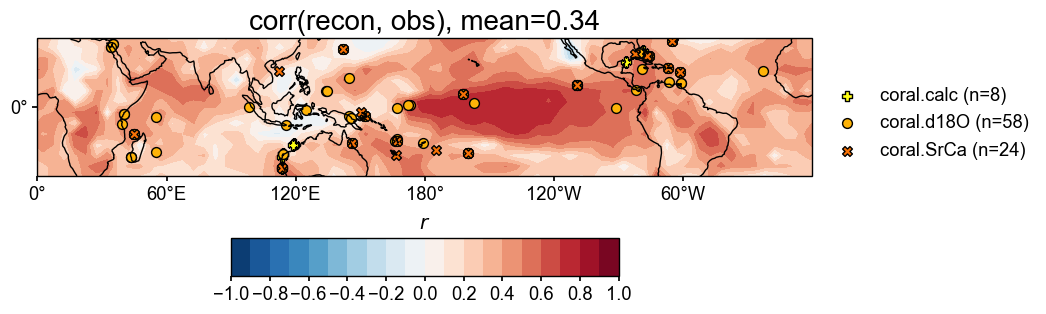 corr(recon, obs), mean=0.34
0°
0° 60°E 120°E 180° 120°W 60°W
coral.calc (n=8)
coral.d18O (n=58)
coral.SrCa (n=24)
r
−1.0 −0.8 −0.6 −0.4 −0.2 0.0 0.2 0.4 0.6 0.8 1.0